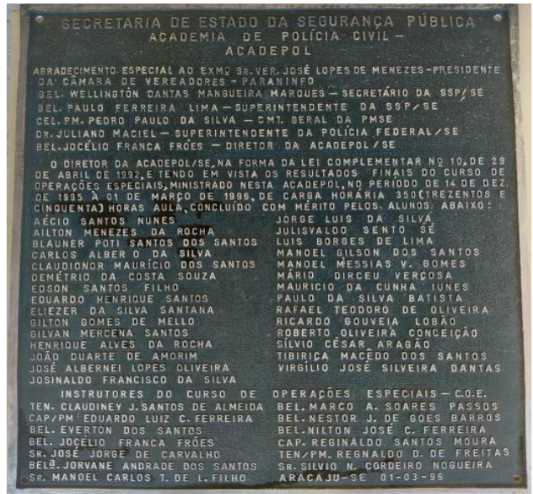 SECRETARIA DE ESTADO DA SEGURANÇA PÚBLICA
ACADEMIA DE POLÍCIA CIVIL -
ACADEPOL
AGRADECIMENTO ESPECIAL AO EXMº SR. VER. JOSÉ LOPES DE MENEZES - PRESIDENTE
DA CÂMARA DE VEREADORES - PARANINFO
BEL. WELLINGTÓN DANTAS MANGUEIRA MARQUES - SECRETÁRIO DA SSP/SE
BEL. PAULO FERREIRA LIMA - SUPERINTENDENTE DA SSP/SE
CEL. PM. PEDRO PAULO DA SILVA - CMT. GERAL DA PMSE
DR. JULIANO MACIEL - SUPERINTENDENTE DA POLÍCIA FEDERAL/SE
BEL. JOCÉLIO FRANCA FRÓES - DIRETOR DA ACADEPOL/SE
O DIRETOR DA ACADEPOL/SE, NA FORMA DA LEI COMPLEMENTAR Nº 10, DE 29
DE ABRIL DE 1992, E TENDO EM VISTA OS RESULTADOS FINAIS DO CURSO DE
OPERAÇÕES ESPECIAIS, MINISTRADO NESTA ACADEPOL, NO PERÍODO DE 14 DE DEZ.
DE 1995 À 01 DE MARÇO DE 1996, DE CARGA HORÁRIA 350 (TREZENTOS E
CINQUENTA) HORAS AULA, CONCLUÍDO COM MÉRITO PELOS ALUNOS ABAIXO:
AÉCIO SANTOS NUNES
AILTON MENEZES DA ROCHA
BLAUNER POTI SANTOS DOS SANTOS
CARLOS ALBERTO DA SILVA
CLAUDIONOR MAURÍCIO DOS SANTOS
DEMÉTRIO DA COSTA SOUZA
EDSON SANTOS FILHO
EDUARDO HENRIQUE SANTOS
ELIEZER DA SILVA SANTANA
GILTON GOMES DE MELLO
GILVAN MERCENA SANTOS
HENRIQUE ALVES DA ROCHA
JOÃO DUARTE DE AMORIM
JOSÉ ALBERNEI LOPES OLIVEIRA
JOSINALDO FRANCISCO DA SILVA
JORGE LUIS DA SILVA
JULISVALDO SENTO SÉ
LUIS BORGES DE LIMA
MANOEL GILSON DOS SANTOS
MANOEL MESSIAS V. GOMES
MÁRIO DIRCEU VERÇOSA
MAURICIO DA CUNHA IUNES
PAULO DA SILVA BATISTA
RAFAEL TEODORO DE OLIVEIRA
RICARDO GOUVEIA LOBÃO
ROBERTO OLIVEIRA CONCEIÇÃO
SÍLVIO CÉSAR ARAGÃO
TIBIRIÇA MACÊDO DOS SANTOS
VIRGÍLIO JOSÉ SILVEIRA DANTAS
INSTRUTORES DO CURSO DE OPERAÇÕES ESPECIAIS - C.O.E.
TEN. CLAUDINEY J. SANTOS DE ALMEIDA
CAP/PM EDUARDO LUIZ C. FERREIRA
BEL. EVERTON DOS SANTOS
BEL. JOCÉLIO FRANCA FRÓES
SR. JOSÉ JORGE DE CARVALHO
BELª. JORVANE ANDRADE DOS SANTOS
SR. MANOEL CARLOS T. DE L. FILHO
BEL. MARCO A. SOARES PASSOS
BEL. NESTOR J. DE GOES BARROS
BEL. NILTON JOSÉ C. FERREIRA
CAP. REGINALDO SANTOS MOURA
TEN/PM. REGNALDO D. DE FREITAS
SR. SILVIO N. CORDEIRO NOGUEIRA
ARACAJU-SE 01-03-96